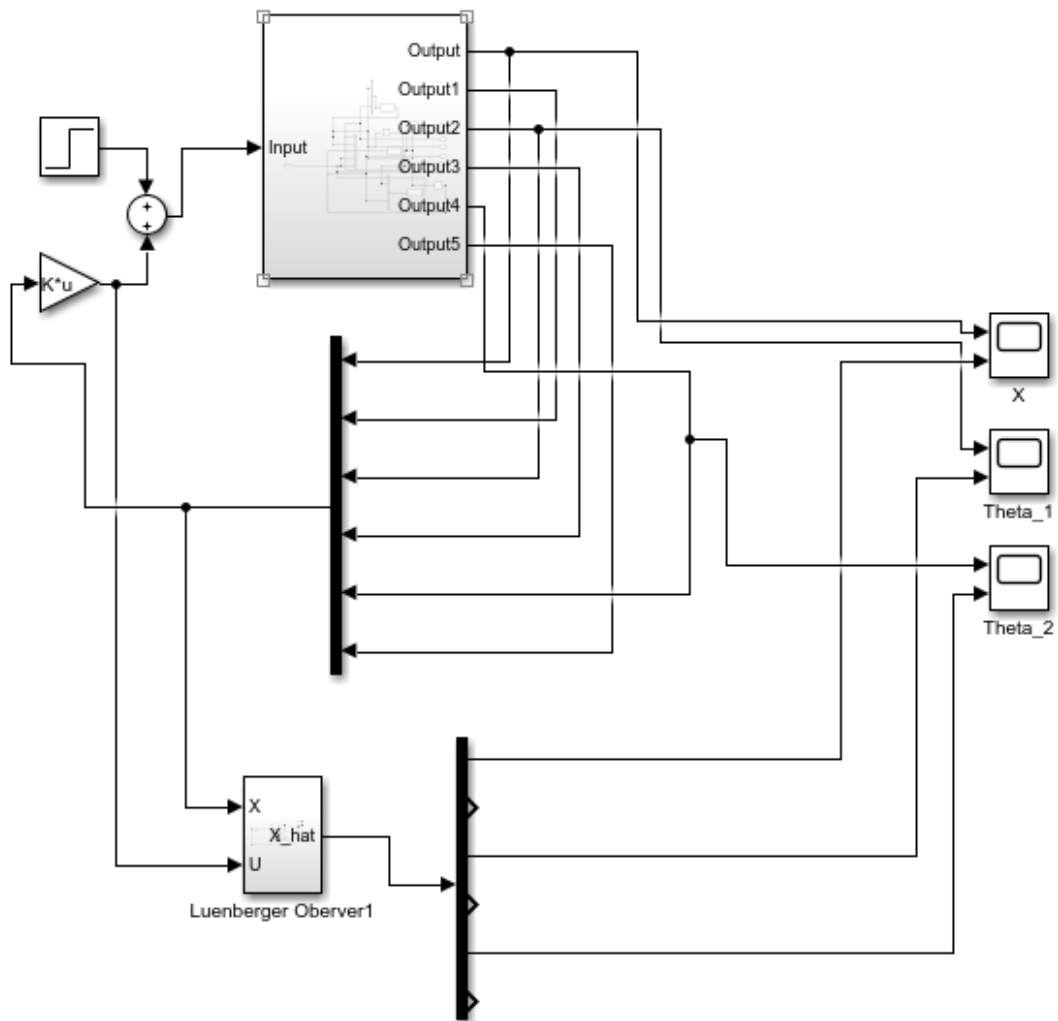 Output
Output1
Output2
Input
Output3
Output4
Output5
+
+
K*u
X
Theta_1
Theta_2
X
X_hat
U
Luenberger Oberver1